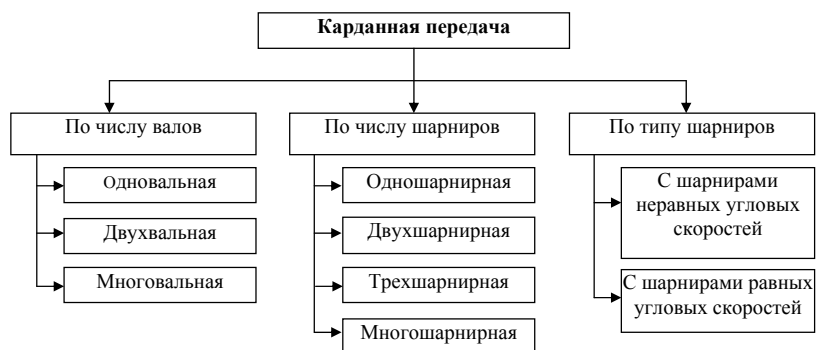 Карданная передача
По числу валов
Одновальная
Двухвальная
Многовальная
По числу шарниров
Одношарнирная
Двухшарнирная
Трехшарнирная
Многошарнирная
По типу шарниров
С шарнирами
неравных угловых
скоростей
С шарнирами равных
угловых скоростей